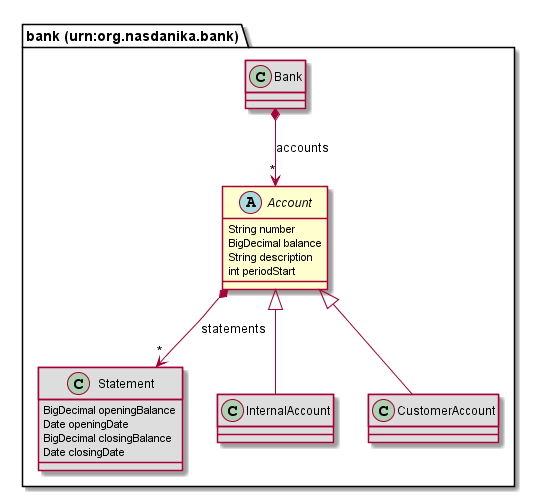 bank (urn:org.nasdanika.bank)
C Bank
accounts
*
A Account
String number
BigDecimal balance
String description
int periodStart
statements
*
C Statement
BigDecimal openingBalance
Date openingDate
BigDecimal closingBalance
Date closingDate
C InternalAccount
C CustomerAccount